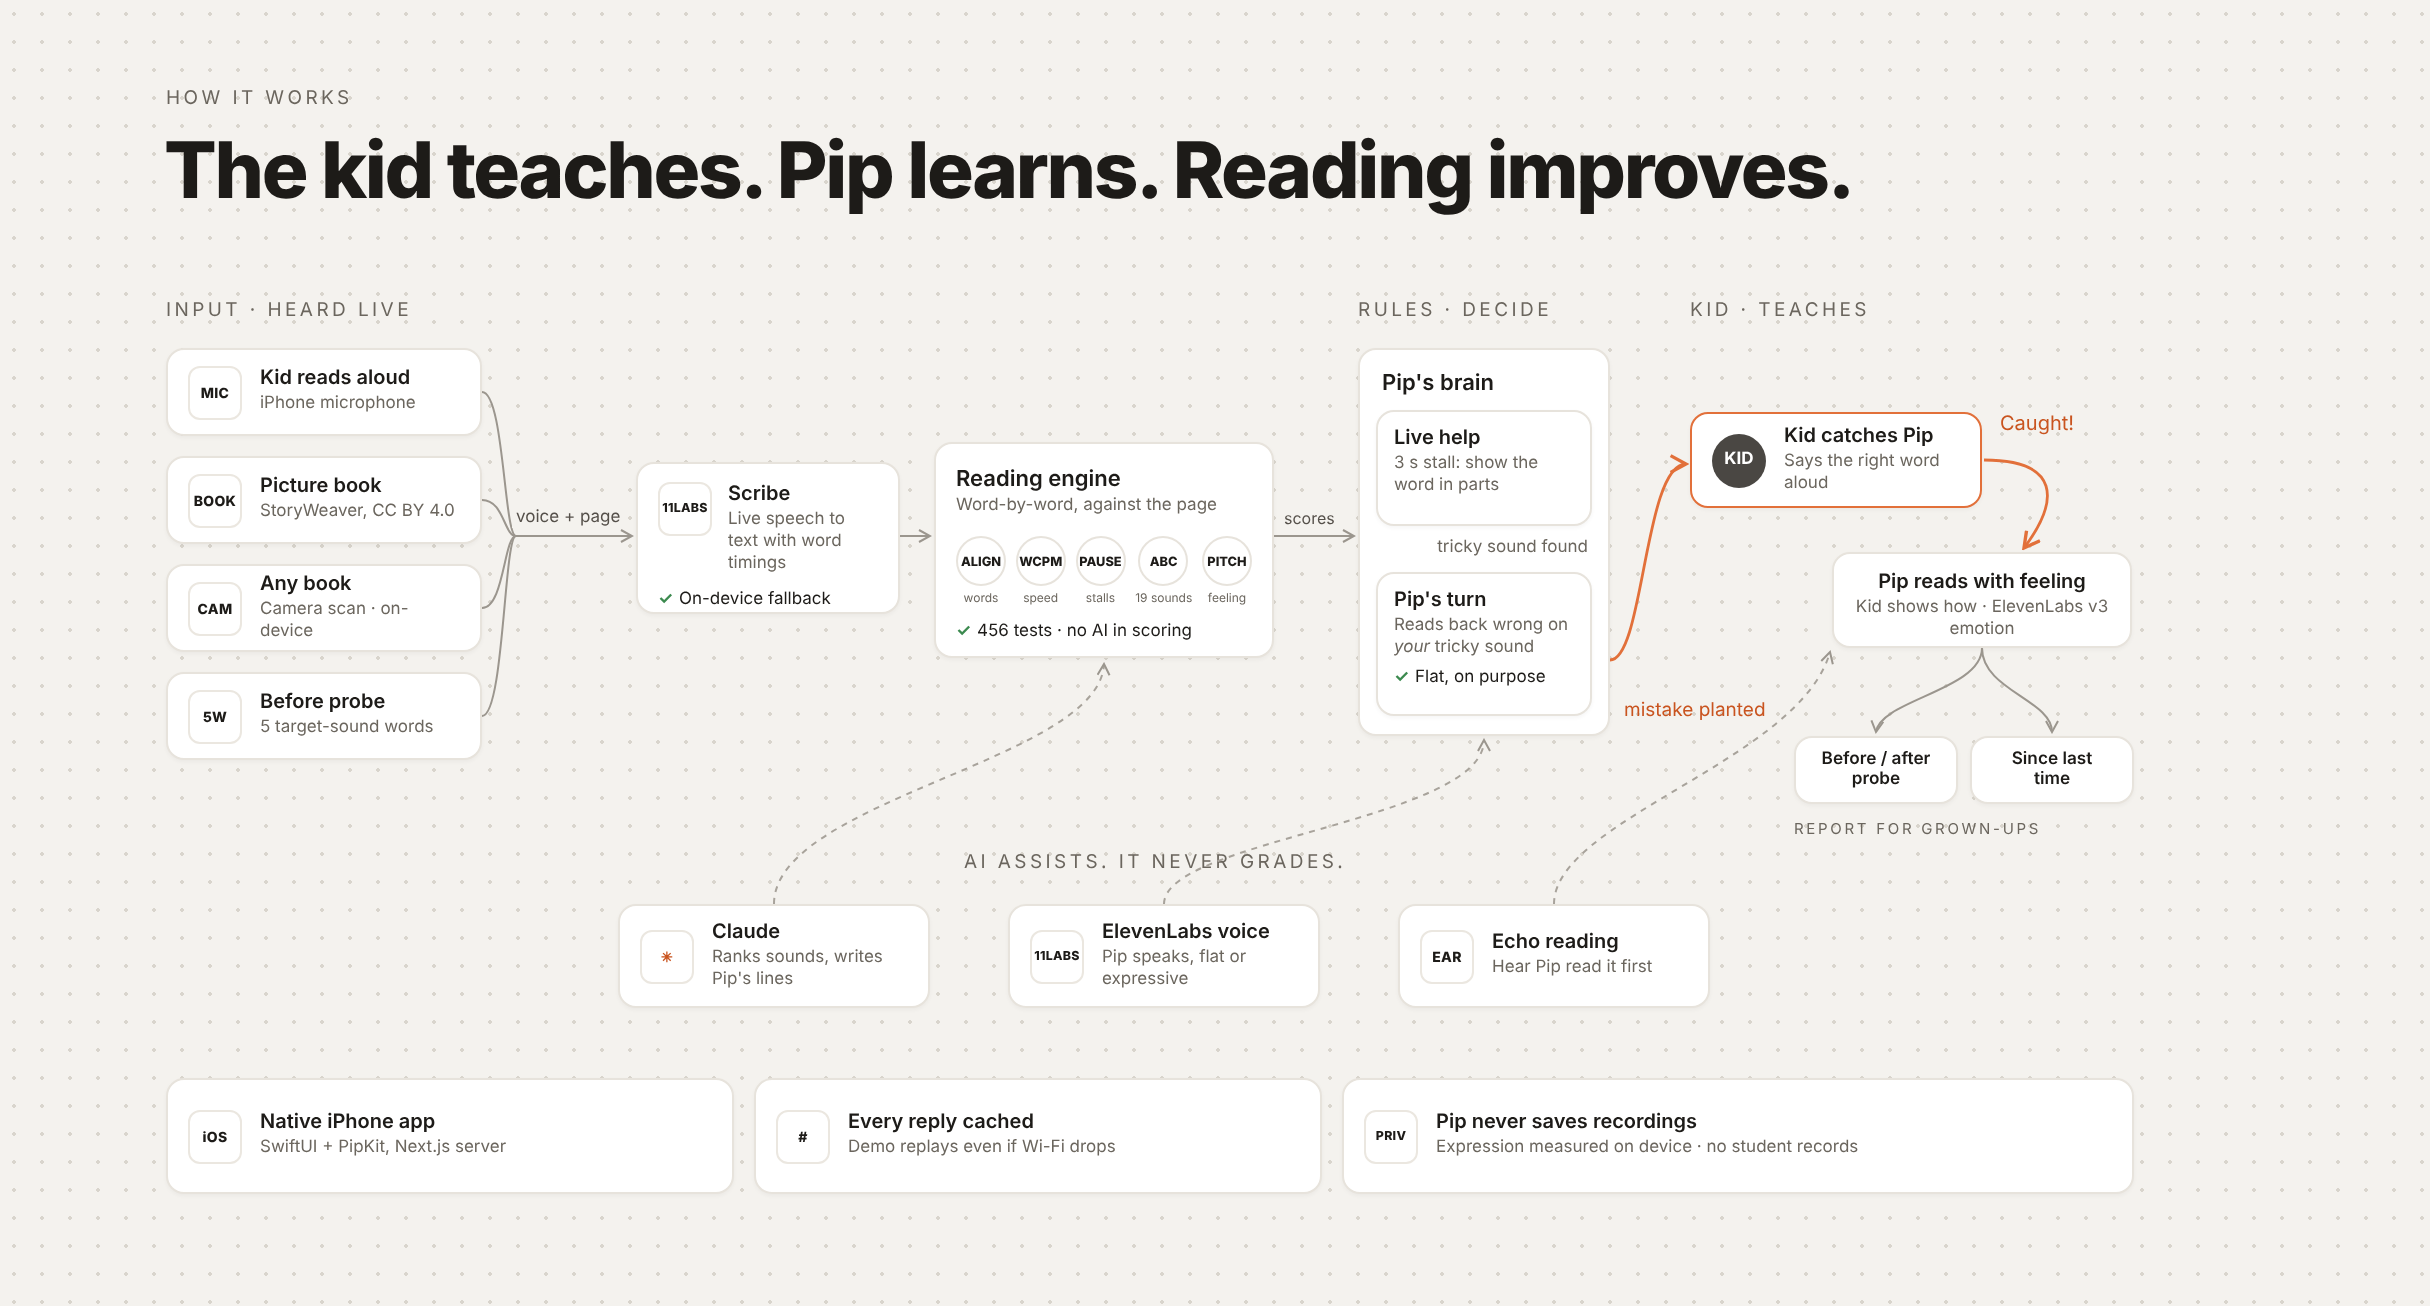 HOW IT WORKS
The kid teaches. Pip learns. Reading improves.
INPUT · HEARD LIVE
MIC
Kid reads aloud
iPhone microphone
BOOK
Picture book
StoryWeaver, CC BY 4.0
CAM
Any book
Camera scan · on-
device
5W
Before probe
5 target-sound words
voice + page
11LABS
Scribe
Live speech to
text with word
timings
✓ On-device fallback
Reading engine
Word-by-word, against the page
ALIGN WCPM PAUSE ABC PITCH
words speed stalls 19 sounds feeling
✓ 456 tests · no AI in scoring
scores
RULES · DECIDE
Pip's brain
Live help
3 s stall: show the
word in parts
tricky sound found
Pip's turn
Reads back wrong on
your tricky sound
✓ Flat, on purpose
mistake planted
KID · TEACHES
KID
Kid catches Pip
Says the right word
aloud
Caught!
Pip reads with feeling
Kid shows how · ElevenLabs v3
emotion
Before / after
probe
Since last
time
REPORT FOR GROWN-UPS
AI ASSISTS. IT NEVER GRADES.
Claude
Ranks sounds, writes
Pip's lines
11LABS
ElevenLabs voice
Pip speaks, flat or
expressive
EAR
Echo reading
Hear Pip read it first
iOS
Native iPhone app
SwiftUI + PipKit, Next.js server
#
Every reply cached
Demo replays even if Wi-Fi drops
PRIV
Pip never saves recordings
Expression measured on device · no student records